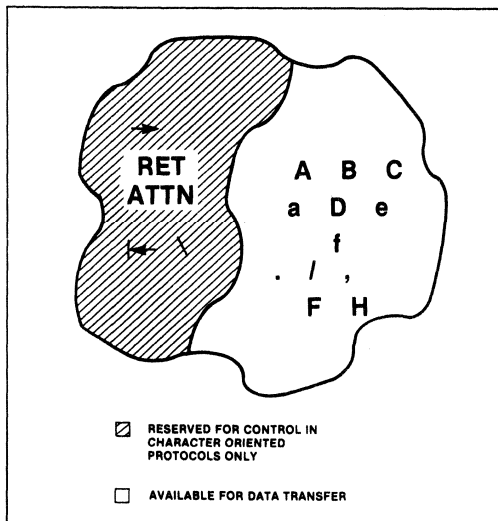 RET
ATTN
A B C
a D e
f
. / ,
F H
RESERVED FOR CONTROL IN
CHARACTER ORIENTED
PROTOCOLS ONLY
AVAILABLE FOR DATA TRANSFER